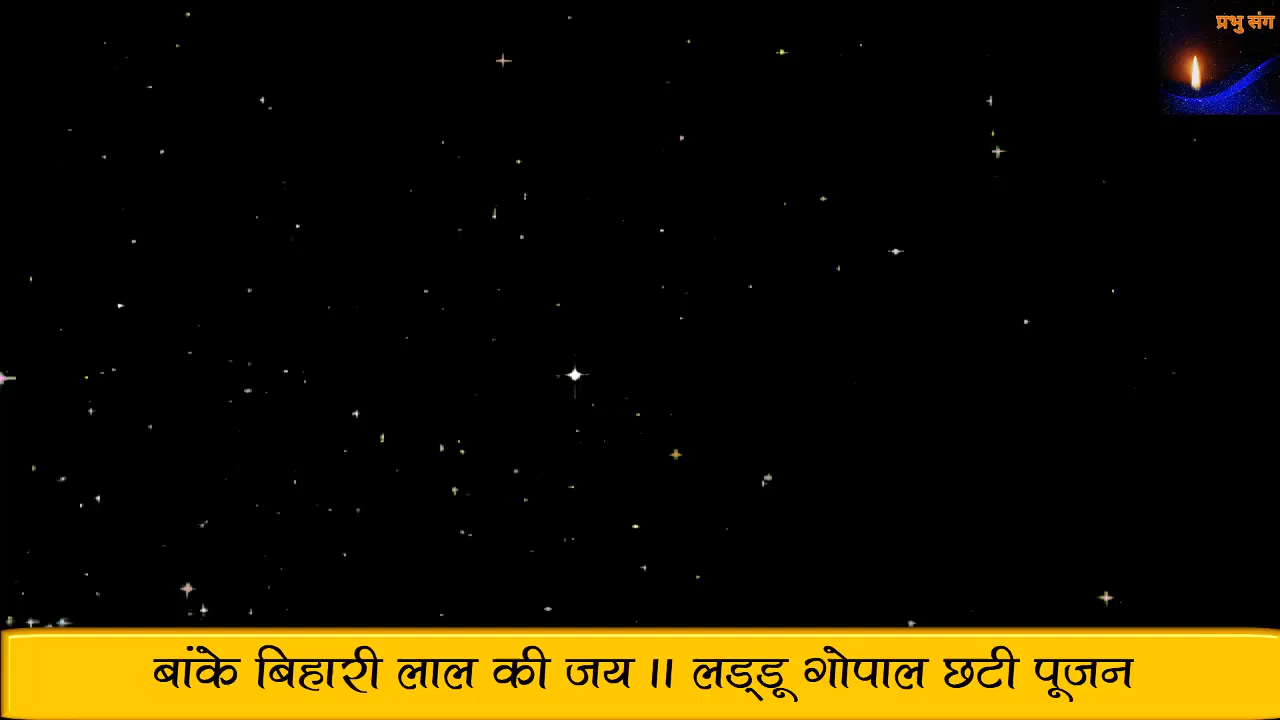 प्रभु संग
बांके बिहारी लाल की जय ।। लड्डू गोपाल छटी पूजन